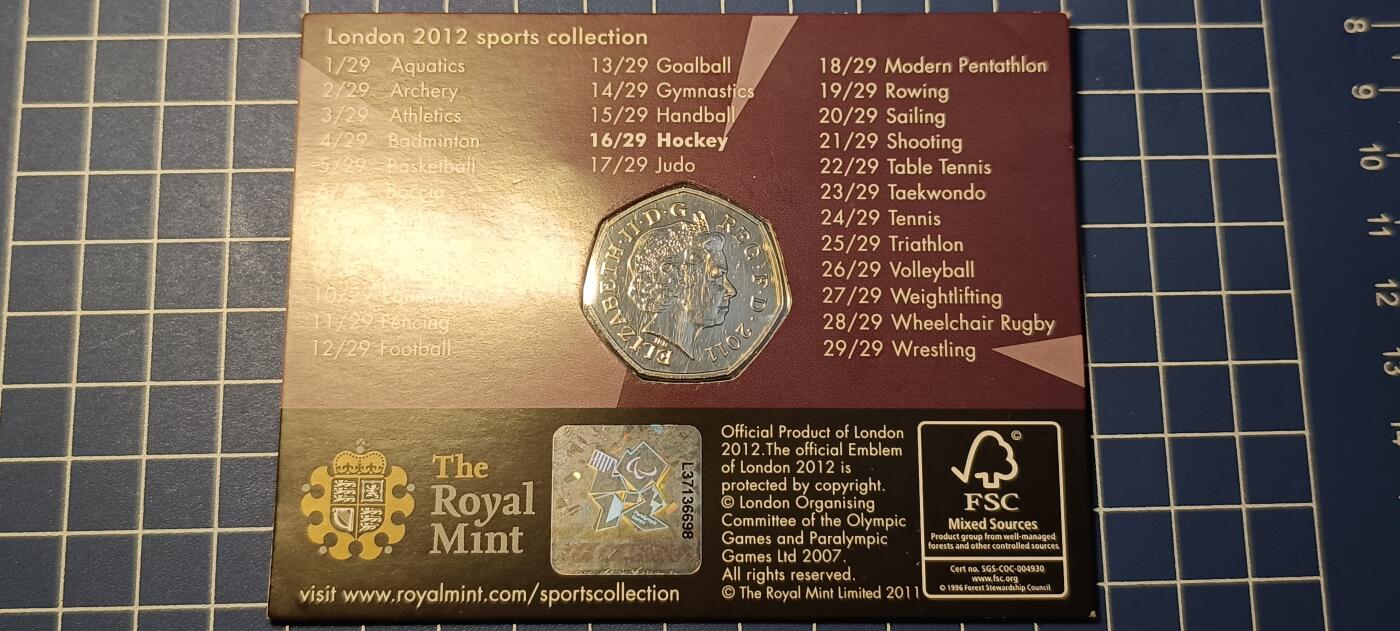 London 2012 sports collection
1/29 Aquatics
2/29 Archery
3/29 Athletics
4/29 Badminton
5/29 Basketball
11/29 Fencing
12/29 Football
13/29 Goalball
14/29 Gymnastics
15/29 Handball
16/29 Hockey
17/29 Judo
18/29 Modern Pentathlon
19/29 Rowing
20/29 Sailing
21/29 Shooting
22/29 Table Tennis
23/29 Taekwondo
24/29 Tennis
25/29 Triathlon
26/29 Volleyball
27/29 Weightlifting
28/29 Wheelchair Rugby
29/29 Wrestling
ELIZABETH·II·D·G REG·F·D·2011
The
Royal
Mint
L37136698
visit www.royalmint.com/sportscollection
Official Product of London
2012.The official Emblem
of London 2012 is
protected by copyright.
© London Organising
Committee of the Olympic
Games and Paralympic
Games Ltd 2007.
All rights reserved.
© The Royal Mint Limited 2011
©
FSC
Mixed Sources
Product group from well-managed
forests and other controlled sources
Cert no. SGS-COC-004930
www.fsc.org
© 1996 Forest Stewardship Council
8
9
10
11
12
13